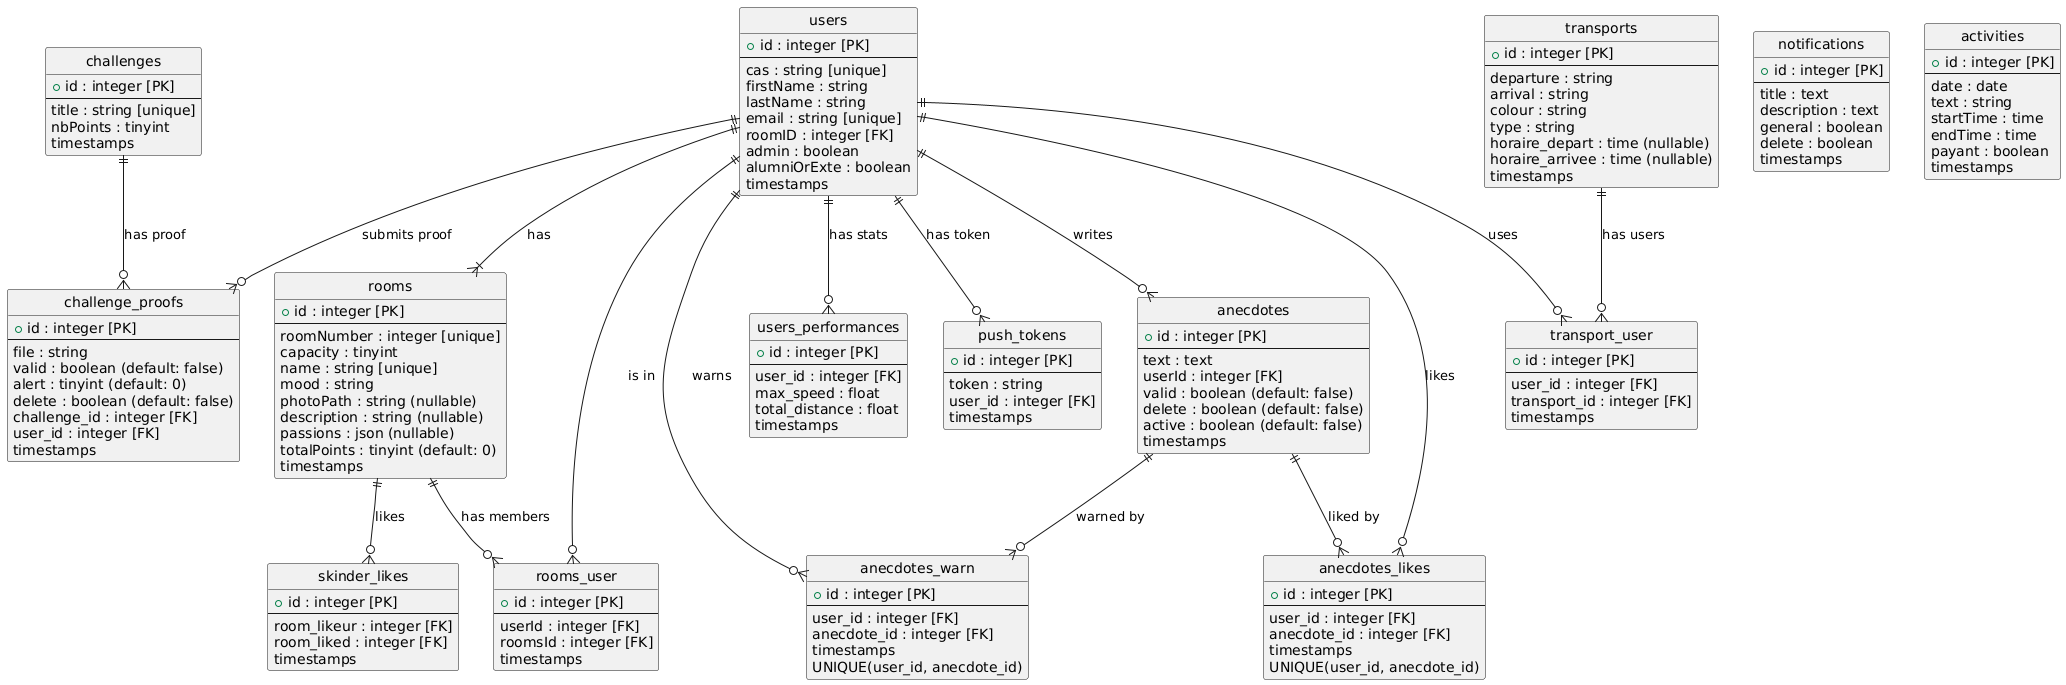 users
id : integer [PK]
cas : string [unique]
firstName : string
lastName : string
email : string [unique]
roomID : integer [FK]
admin : boolean
alumniOrExte : boolean
timestamps
transports
id : integer [PK]
departure : string
arrival : string
colour : string
type : string
horaire_depart : time (nullable)
horaire_arrivee : time (nullable)
timestamps
notifications
id : integer [PK]
title : text
description : text
general : boolean
delete : boolean
timestamps
activities
id : integer [PK]
date : date
text : string
startTime : time
endTime : time
payant : boolean
timestamps
challenges
id : integer [PK]
title : string [unique]
nbPoints : tinyint
timestamps
has proof
submits proof
has
has stats
has token
writes
uses
has users
challenge_proofs
id : integer [PK]
file : string
valid : boolean (default: false)
alert : tinyint (default: 0)
delete : boolean (default: false)
challenge_id : integer [FK]
user_id : integer [FK]
timestamps
rooms
id : integer [PK]
roomNumber : integer [unique]
capacity : tinyint
name : string [unique]
mood : string
photoPath : string (nullable)
description : string (nullable)
passions : json (nullable)
totalPoints : tinyint (default: 0)
timestamps
is in
warns
users_performances
id : integer [PK]
user_id : integer [FK]
max_speed : float
total_distance : float
timestamps
push_tokens
id : integer [PK]
token : string
user_id : integer [FK]
timestamps
anecdotes
id : integer [PK]
text : text
userId : integer [FK]
valid : boolean (default: false)
delete : boolean (default: false)
active : boolean (default: false)
timestamps
likes
transport_user
id : integer [PK]
user_id : integer [FK]
transport_id : integer [FK]
timestamps
likes
has members
warned by
liked by
skinder_likes
id : integer [PK]
room_likeur : integer [FK]
room_liked : integer [FK]
timestamps
rooms_user
id : integer [PK]
userId : integer [FK]
roomsId : integer [FK]
timestamps
anecdotes_warn
id : integer [PK]
user_id : integer [FK]
anecdote_id : integer [FK]
timestamps
UNIQUE(user_id, anecdote_id)
anecdotes_likes
id : integer [PK]
user_id : integer [FK]
anecdote_id : integer [FK]
timestamps
UNIQUE(user_id, anecdote_id)